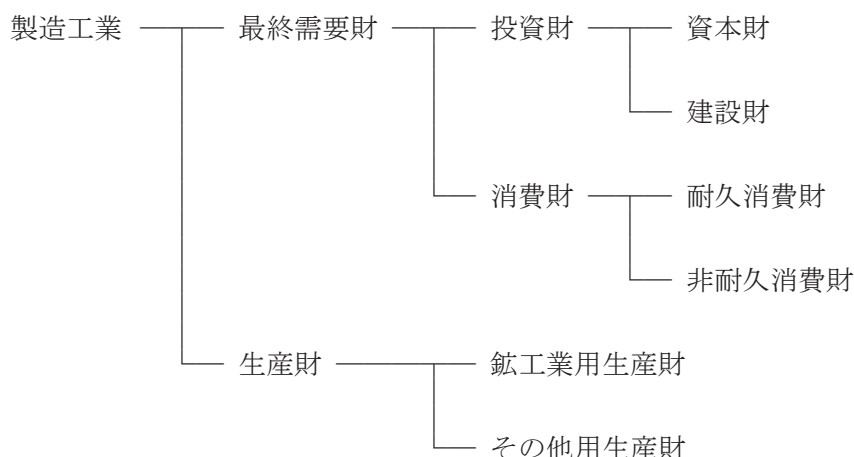 製造工業 最終需要財 投資財 資本財
建設財
消費財 耐久消費財
非耐久消費財
生産財 鉱工業用生産財
その他用生産財